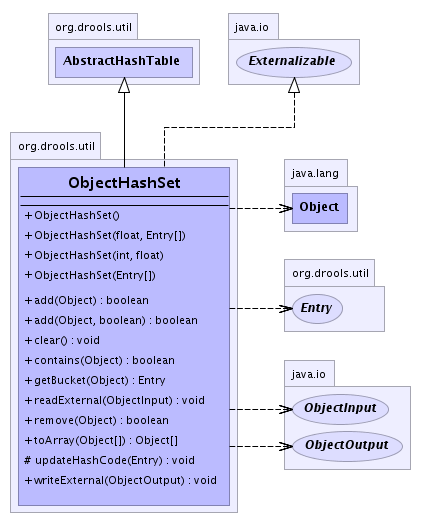 org.drools.util
AbstractHashTable
java.io
Externalizable
org.drools.util
ObjectHashSet
+ ObjectHashSet()
+ ObjectHashSet(float, Entry[])
+ ObjectHashSet(int, float)
+ ObjectHashSet(Entry[])
+ add(Object) : boolean
+ add(Object, boolean) : boolean
+ clear() : void
+ contains(Object) : boolean
+ getBucket(Object) : Entry
+ readExternal(ObjectInput) : void
+ remove(Object) : boolean
+ toArray(Object[]) : Object[]
# updateHashCode(Entry) : void
+ writeExternal(ObjectOutput) : void
java.lang
Object
org.drools.util
Entry
java.io
ObjectInput
ObjectOutput